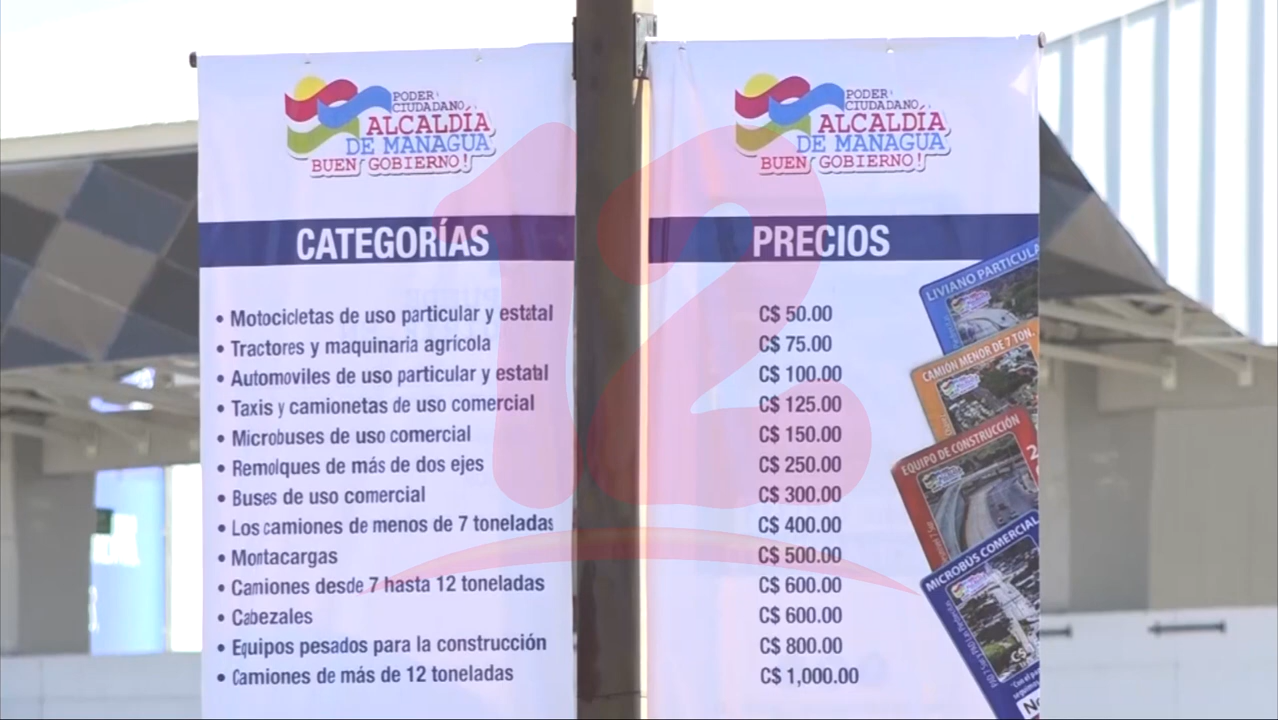 PODER
CIUDADANO
ALCALDÍA
DE MANAGUA
BUEN GOBIERNO!
CATEGORÍAS
• Motocicletas de uso particular y estatal
• Tractores y maquinaria agrícola
• Automoviles de uso particular y estatal
• Taxis y camionetas de uso comercial
• Microbuses de uso comercial
• Remolques de más de dos ejes
• Buses de uso comercial
• Los camiones de menos de 7 toneladas
• Montacargas
• Camiones desde 7 hasta 12 toneladas
• Cabezales
• Equipos pesados para la construcción
• Camiones de más de 12 toneladas
PODER
CIUDADANO
ALCALDÍA
DE MANAGUA
BUEN GOBIERNO!
PRECIOS
C$ 50.00
C$ 75.00
C$ 100.00
C$ 125.00
C$ 150.00
C$ 250.00
C$ 300.00
C$ 400.00
C$ 500.00
C$ 600.00
C$ 600.00
C$ 800.00
C$ 1,000.00
LIVIANO PARTICULA
CAMIÓN MENOR DE 7 TON.
EQUIPO DE CONSTRUCCIÓN
MICROBÚS COMERCIAL
12